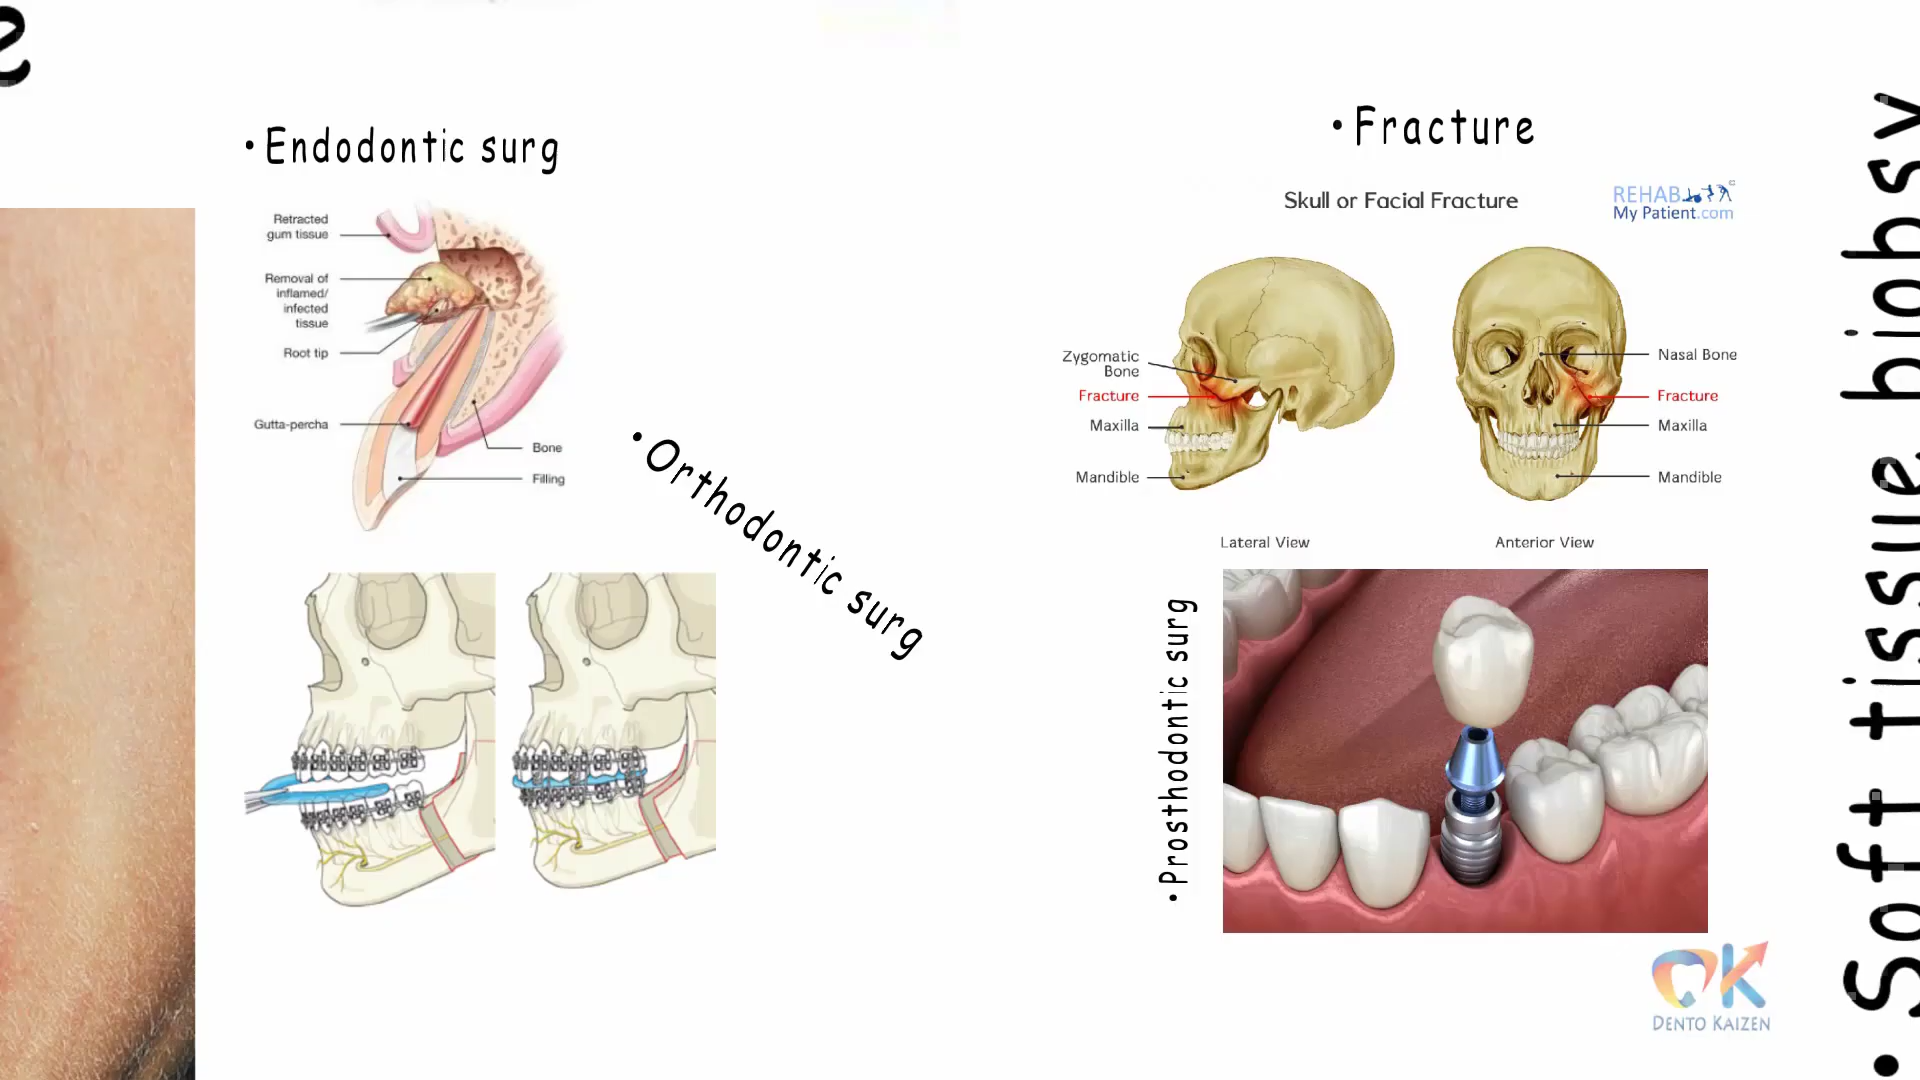 • Endodontic surg
Retracted
gum tissue
Removal of
inflamed/
infected
tissue
Root tip
Gutta-percha
Bone
Filling
• Orthodontic surg
• Fracture
Skull or Facial Fracture
REHAB
My Patient.com
Zygomatic
Bone
Fracture
Maxilla
Mandible
Nasal Bone
Fracture
Maxilla
Mandible
Lateral View
Anterior View
• Prosthodontic surg
DK
DENTO KAIZEN
• Soft tissue biobsy